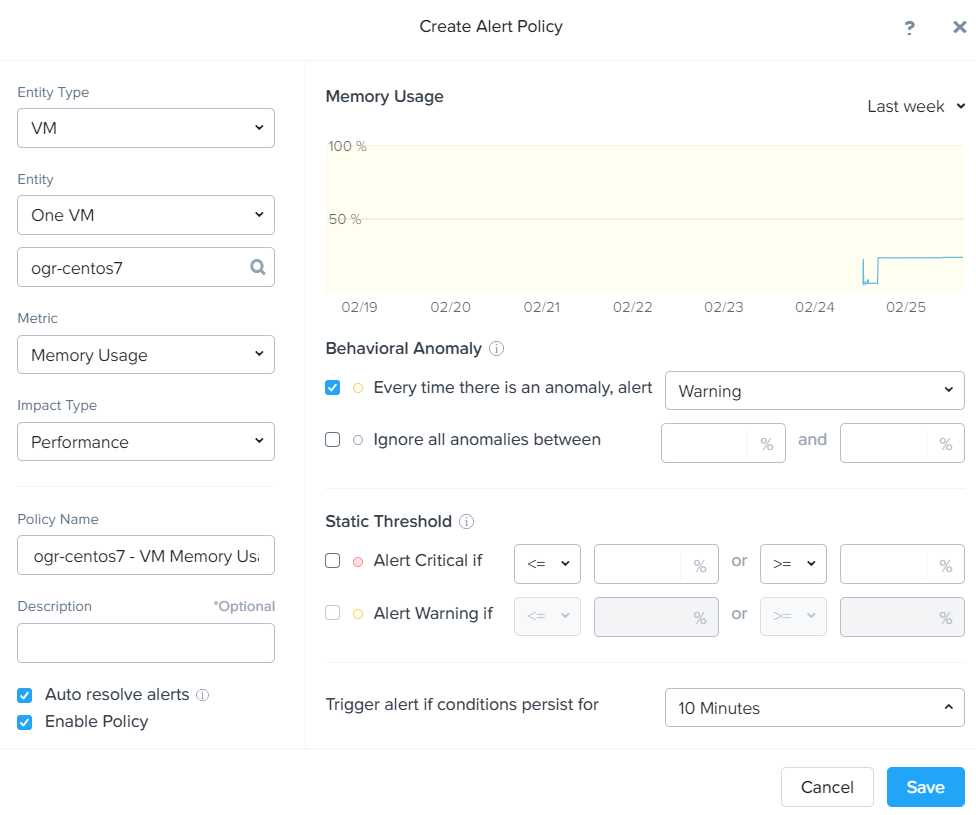 Create Alert Policy
?
Entity Type
VM
Entity
One VM
ogr-centos7
Metric
Memory Usage
Impact Type
Performance
Policy Name
ogr-centos7 - VM Memory Usa
Description *Optional
Auto resolve alerts
Enable Policy
Memory Usage
Last week
100 %
50 %
02/19 02/20 02/21 02/22 02/23 02/24 02/25
Behavioral Anomaly
Every time there is an anomaly, alert Warning
Ignore all anomalies between % and %
Static Threshold
Alert Critical if <= % or >= %
Alert Warning if <= % or >= %
Trigger alert if conditions persist for 10 Minutes
Cancel Save